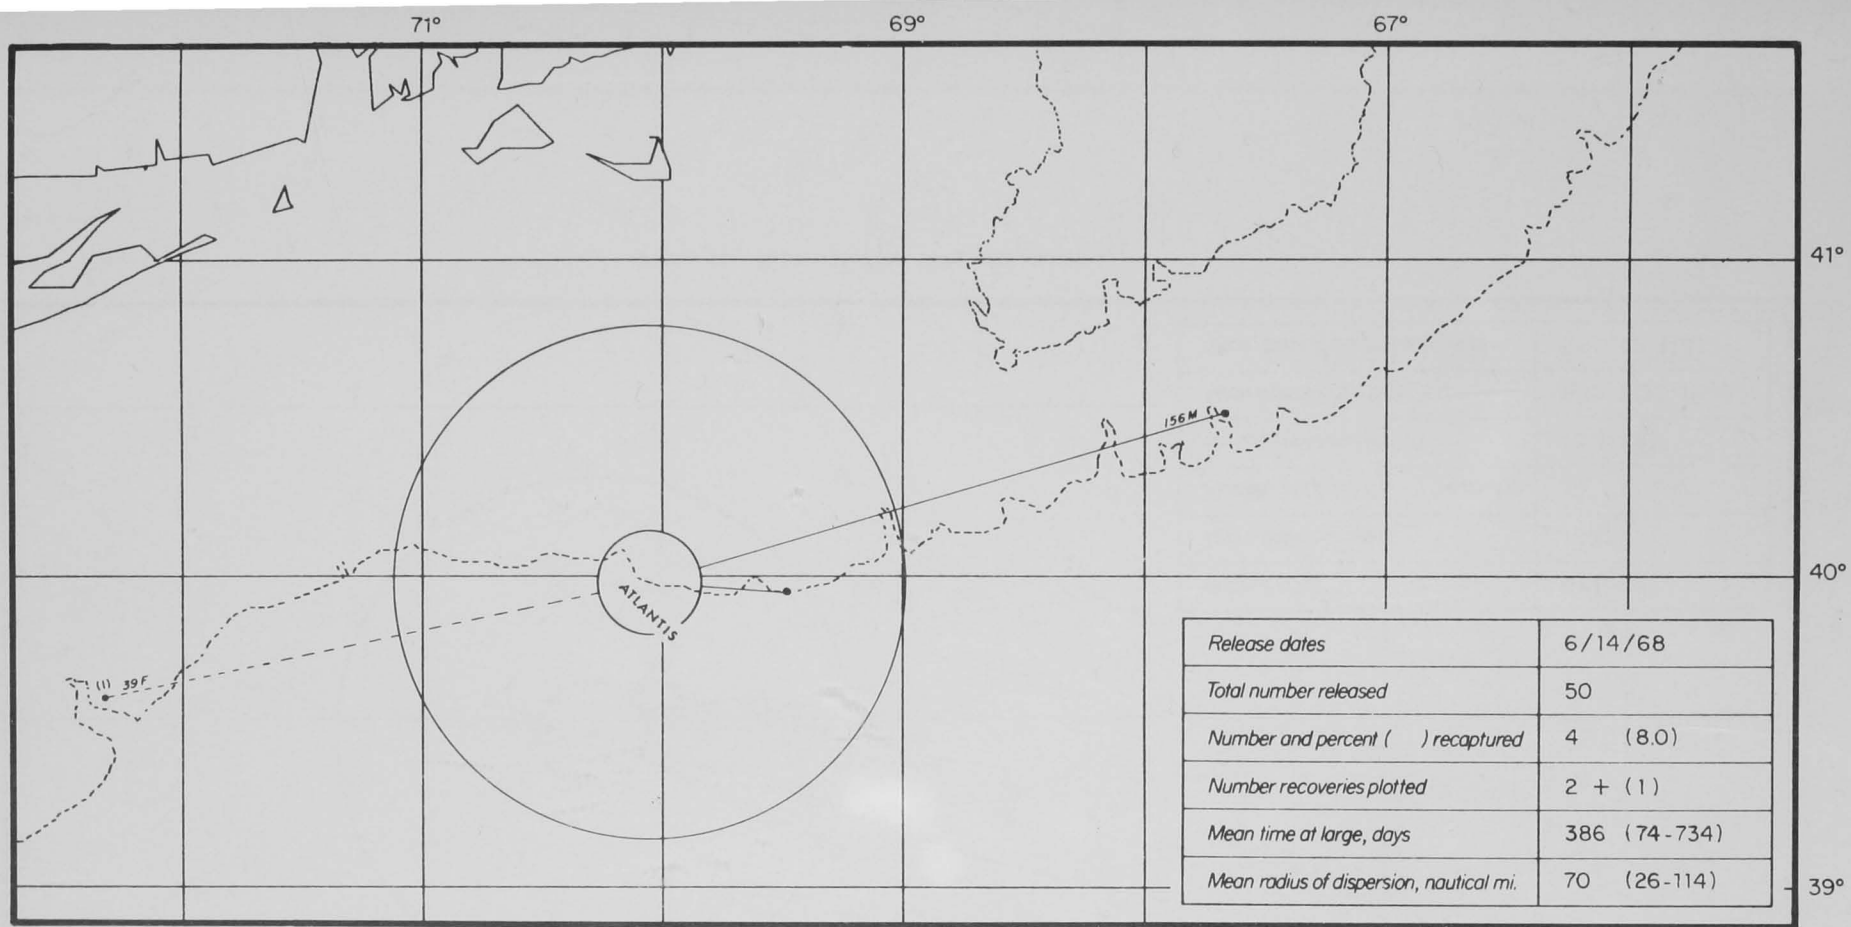 71° 69° 67°
41°
156M
40°
ATLANTIS
(1) 39F
Release dates 6/14/68
Total number released 50
Number and percent ( ) recaptured 4 (8.0)
Number recoveries plotted 2 + (1)
Mean time at large, days 386 (74-734)
Mean radius of dispersion, nautical mi. 70 (26-114)
39°